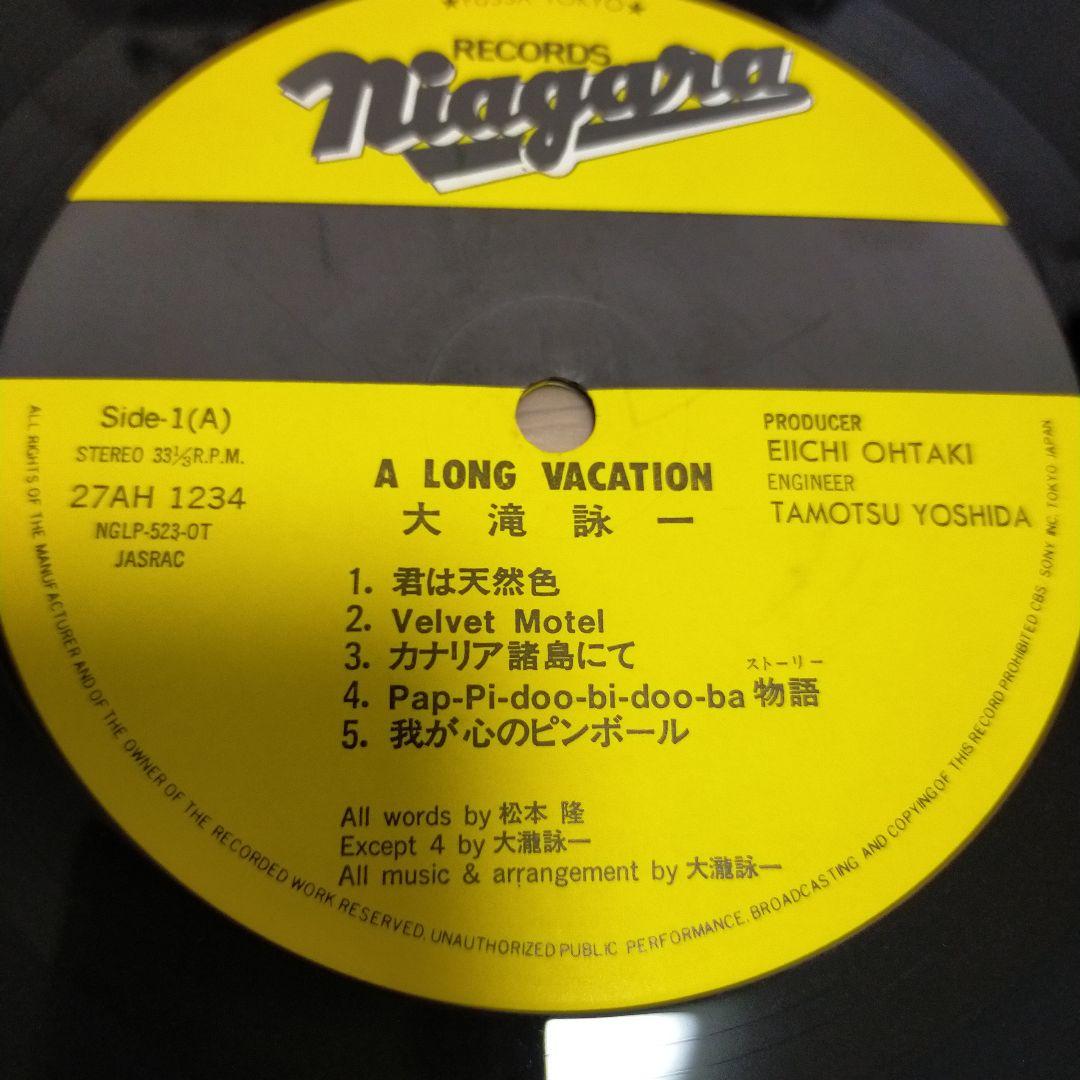 ★FUSSA TOKYO★
RECORDS
Niagara
Side-1(A)
STEREO 33⅓R.P.M.
27AH 1234
NGLP-523-OT
JASRAC
PRODUCER
EIICHI OHTAKI
ENGINEER
TAMOTSU YOSHIDA
A LONG VACATION
大滝詠一
1. 君は天然色
2. Velvet Motel
3. カナリア諸島にて
ストーリー
4. Pap-Pi-doo-bi-doo-ba 物語
5. 我が心のピンボール
All words by 松本 隆
Except 4 by 大瀧詠一
All music & arrangement by 大瀧詠一
ALL RIGHTS OF THE MANUFACTURER AND OF THE OWNER OF THE RECORDED WORK RESERVED. UNAUTHORIZED PUBLIC PERFORMANCE, BROADCASTING AND COPYING OF THIS RECORD PROHIBITED CBS SONY INC. TOKYO JAPAN